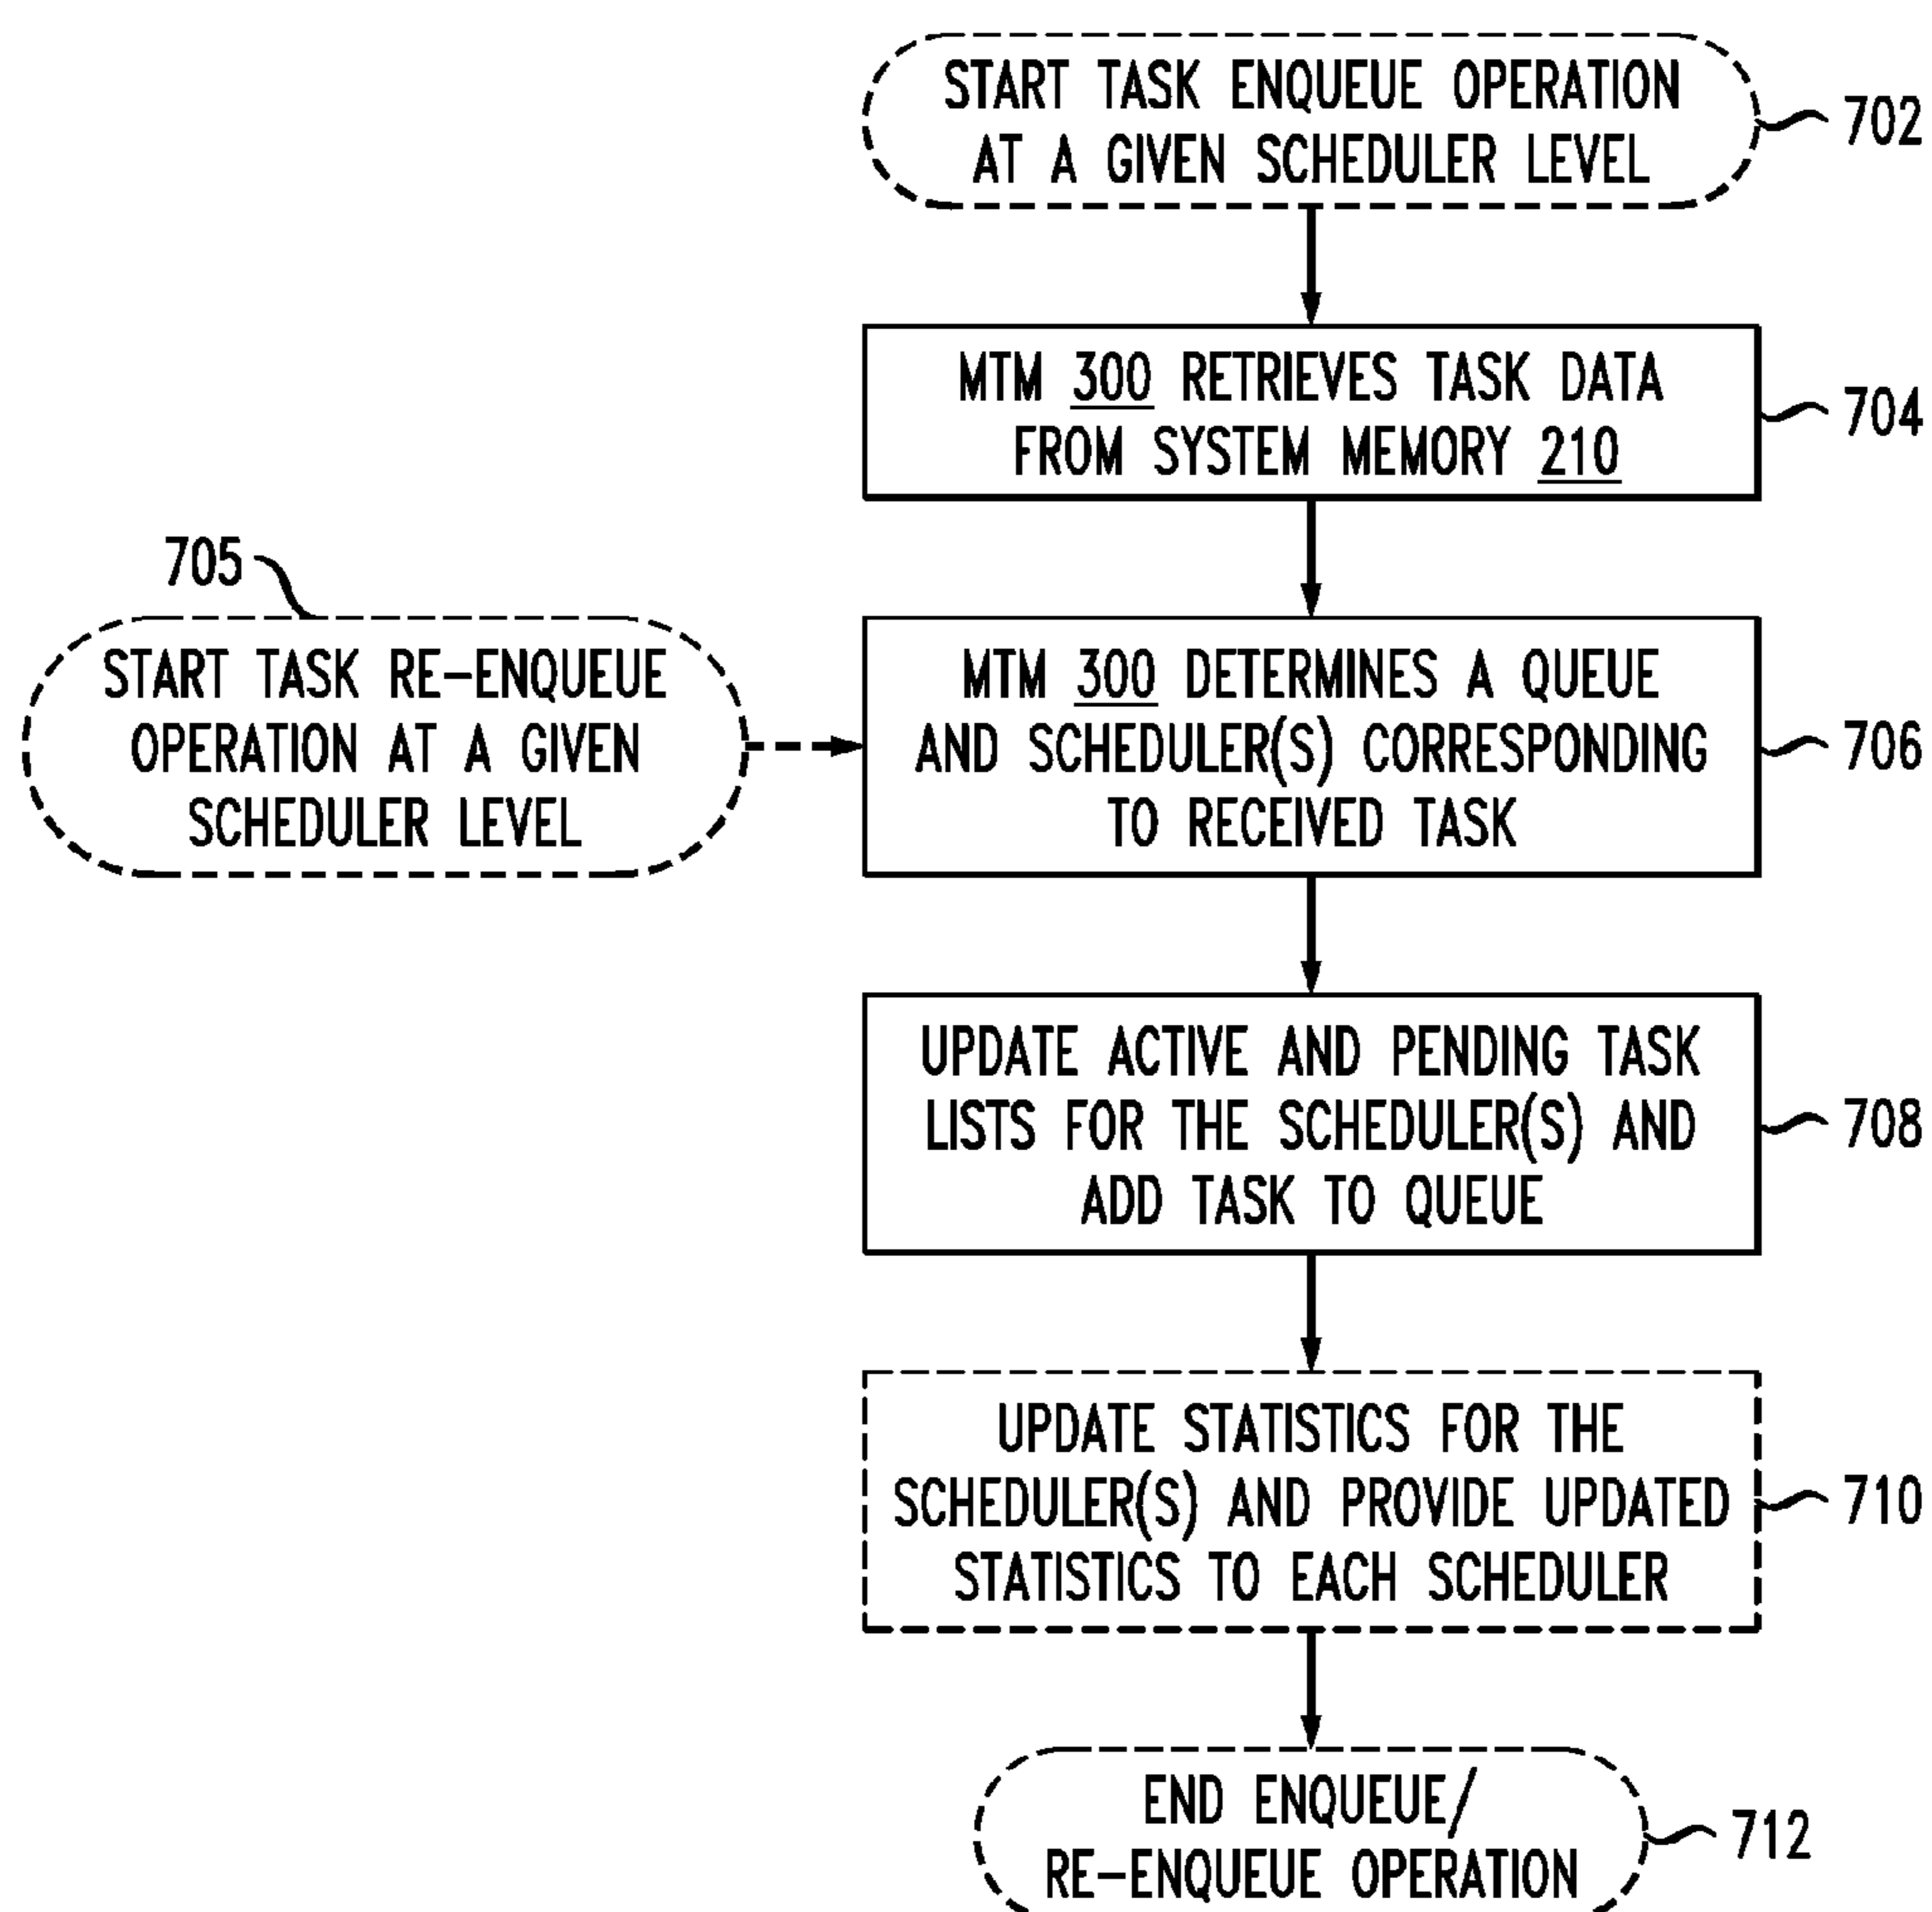 START TASK ENQUEUE OPERATION
AT A GIVEN SCHEDULER LEVEL
702
MTM 300 RETRIEVES TASK DATA
FROM SYSTEM MEMORY 210
704
705
START TASK RE-ENQUEUE
OPERATION AT A GIVEN
SCHEDULER LEVEL
MTM 300 DETERMINES A QUEUE
AND SCHEDULER(S) CORRESPONDING
TO RECEIVED TASK
706
UPDATE ACTIVE AND PENDING TASK
LISTS FOR THE SCHEDULER(S) AND
ADD TASK TO QUEUE
708
UPDATE STATISTICS FOR THE
SCHEDULER(S) AND PROVIDE UPDATED
STATISTICS TO EACH SCHEDULER
710
END ENQUEUE/
RE-ENQUEUE OPERATION
712